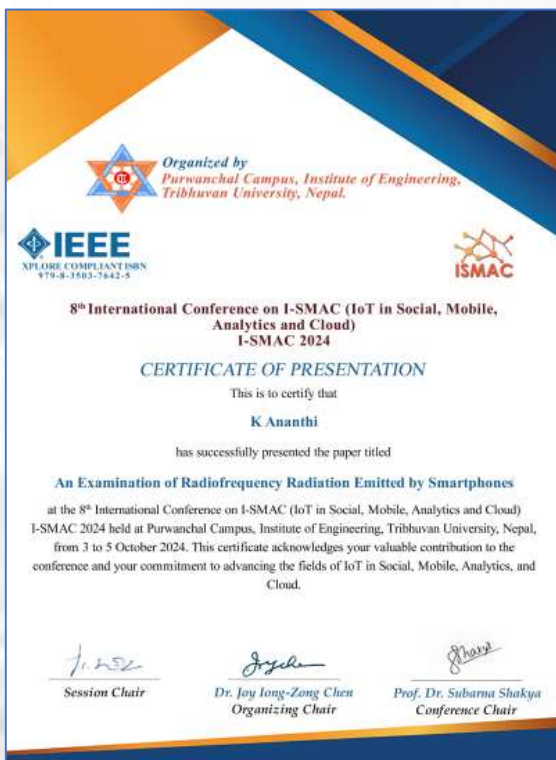 Organized by
Purwanchal Campus, Institute of Engineering,
Tribhuvan University, Nepal.
IEEE
XPLORE COMPLIANT ISBN
979-8-3503-7642-5
ISMAC
8th International Conference on I-SMAC (IoT in Social, Mobile,
Analytics and Cloud)
I-SMAC 2024
CERTIFICATE OF PRESENTATION
This is to certify that
K Ananthi
has successfully presented the paper titled
An Examination of Radiofrequency Radiation Emitted by Smartphones
at the 8th International Conference on I-SMAC (IoT in Social, Mobile, Analytics and Cloud)
I-SMAC 2024 held at Purwanchal Campus, Institute of Engineering, Tribhuvan University, Nepal,
from 3 to 5 October 2024. This certificate acknowledges your valuable contribution to the
conference and your commitment to advancing the fields of IoT in Social, Mobile, Analytics, and
Cloud.
Session Chair
Dr. Joy Iong-Zong Chen
Organizing Chair
Prof. Dr. Subarna Shakya
Conference Chair